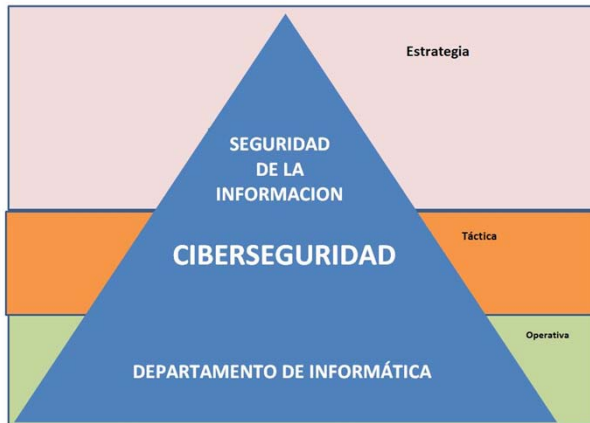 Estrategia
SEGURIDAD
DE LA
INFORMACION
Táctica
CIBERSEGURIDAD
Operativa
DEPARTAMENTO DE INFORMÁTICA